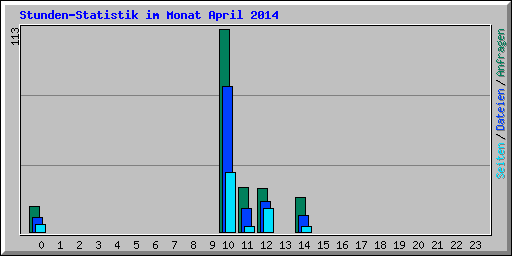 Stunden-Statistik im Monat April 2014
113
0 1 2 3 4 5 6 7 8 9 10 11 12 13 14 15 16 17 18 19 20 21 22 23
Seiten / Dateien / Anfragen